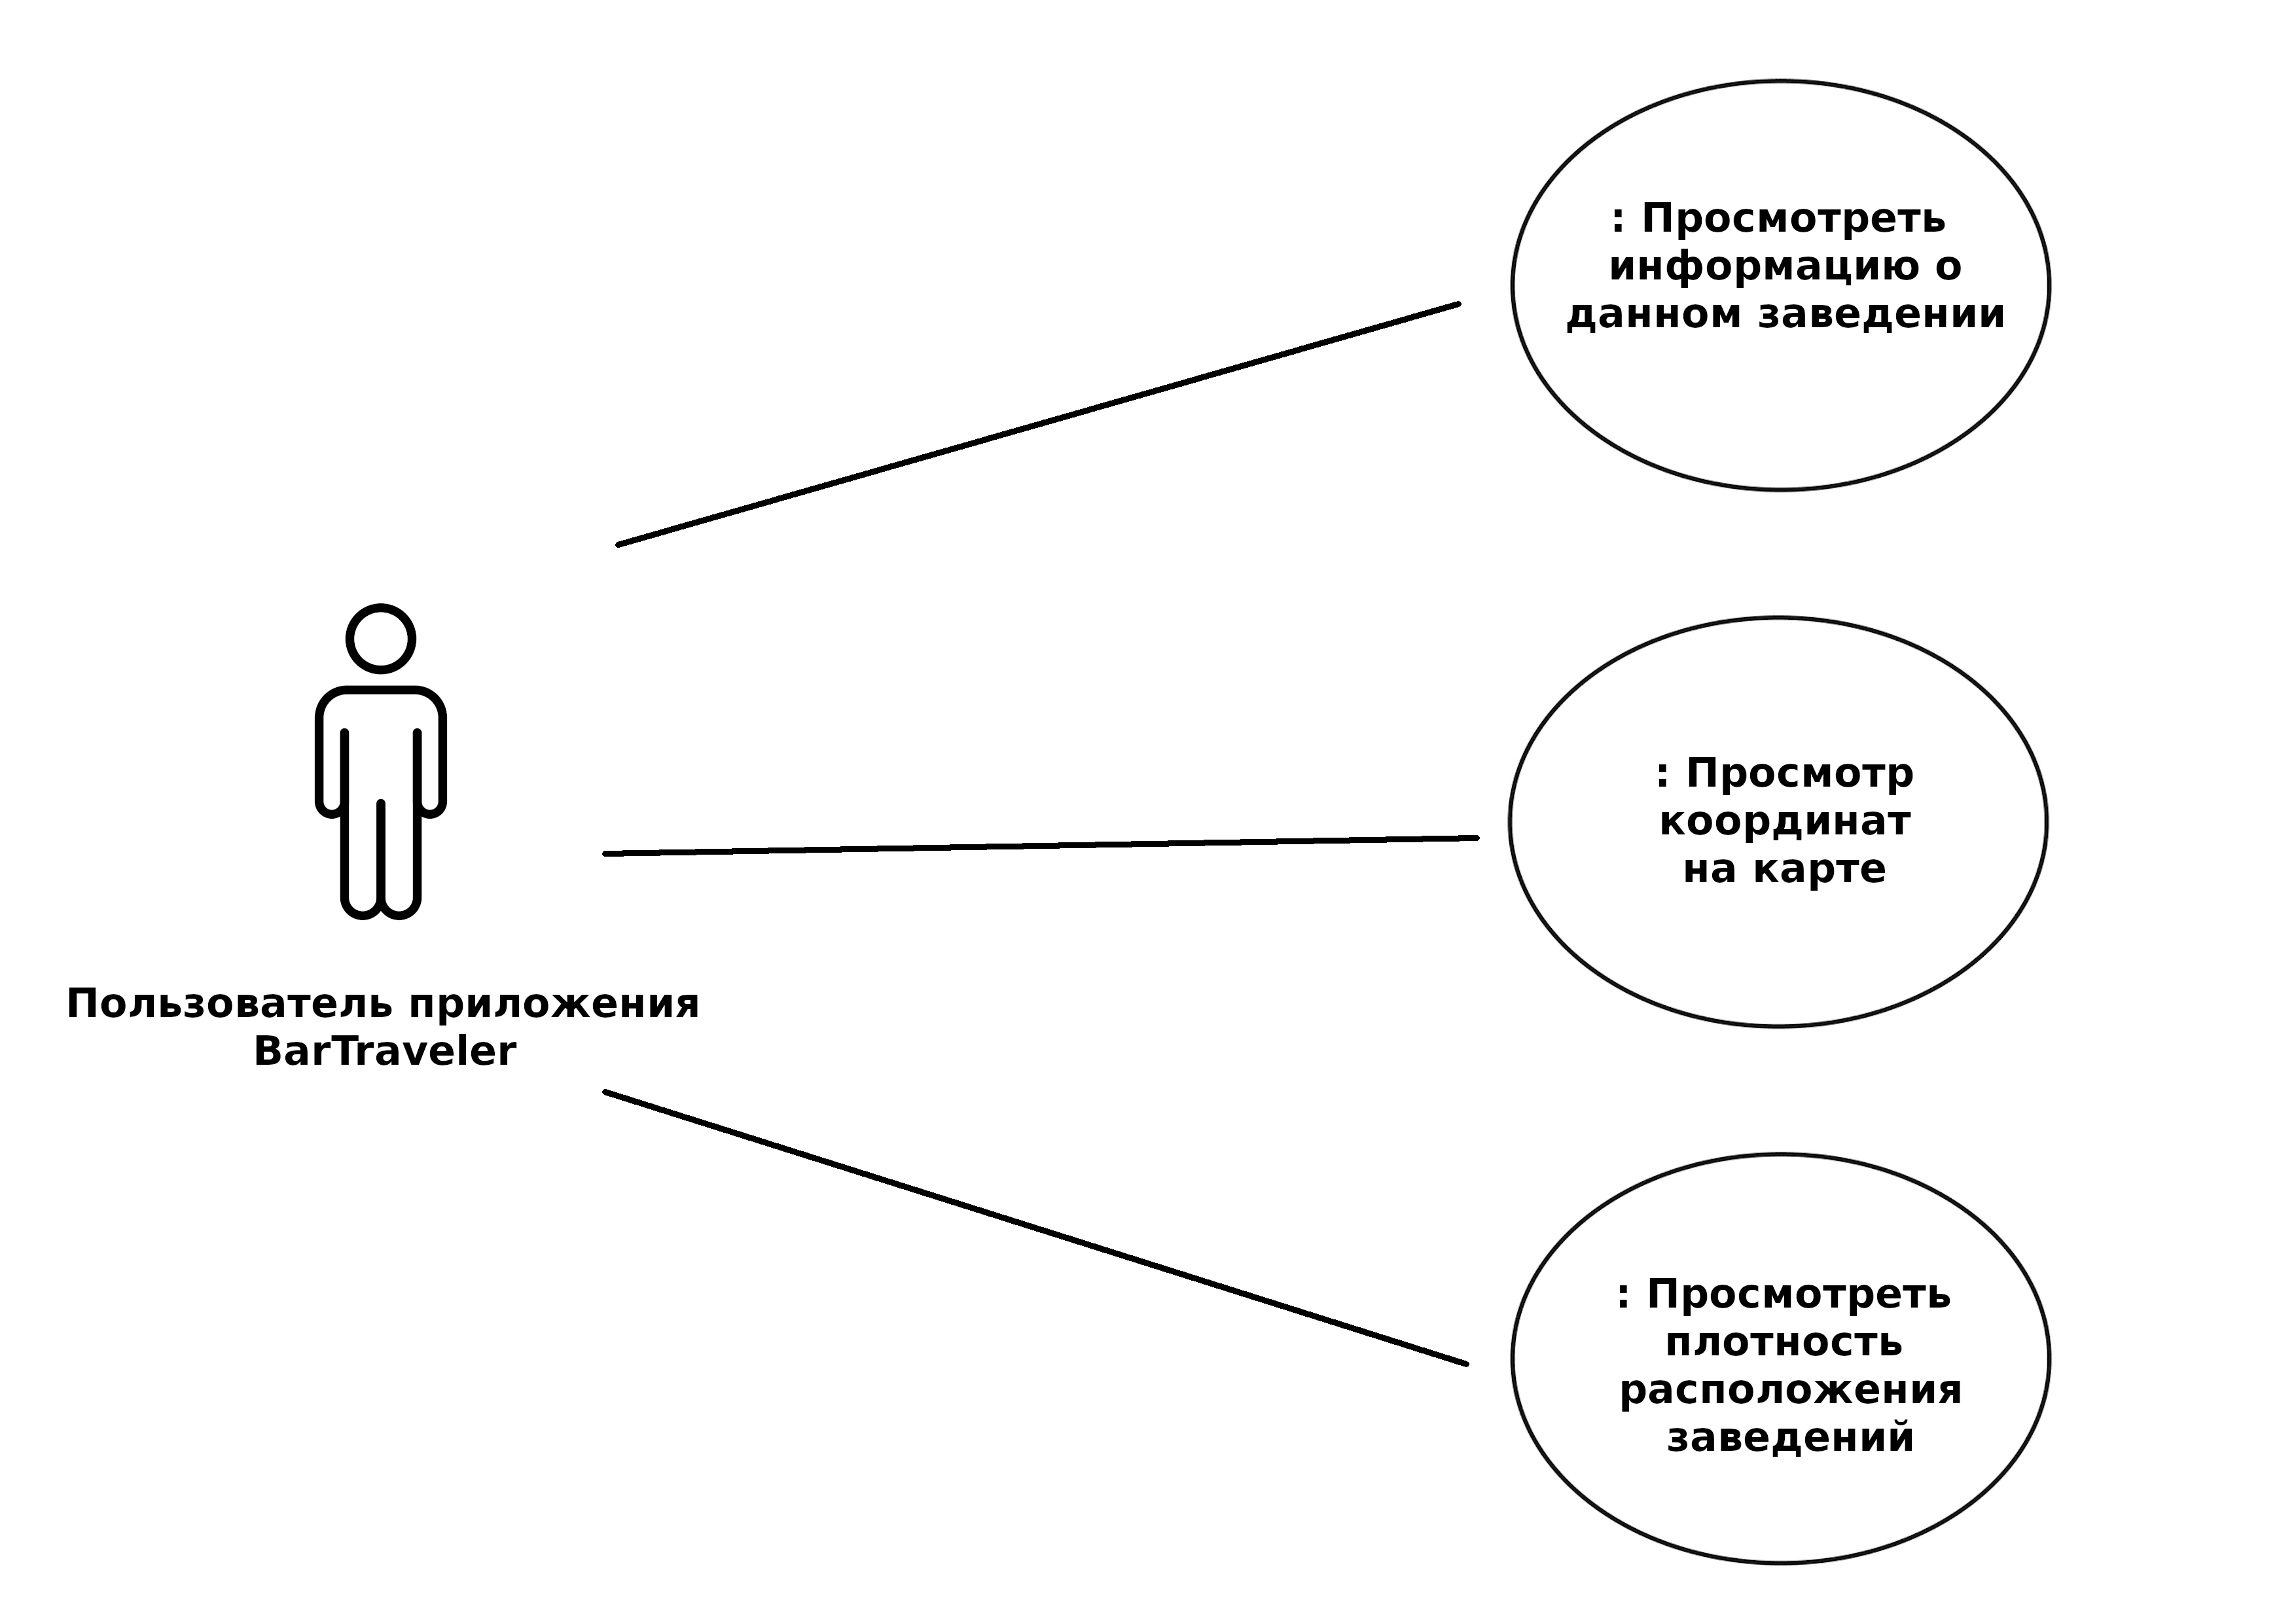 : Просмотреть
информацию о
данном заведении
: Просмотр
координат
на карте
Пользователь приложения
BarTraveler
: Просмотреть
плотность
расположения
заведений